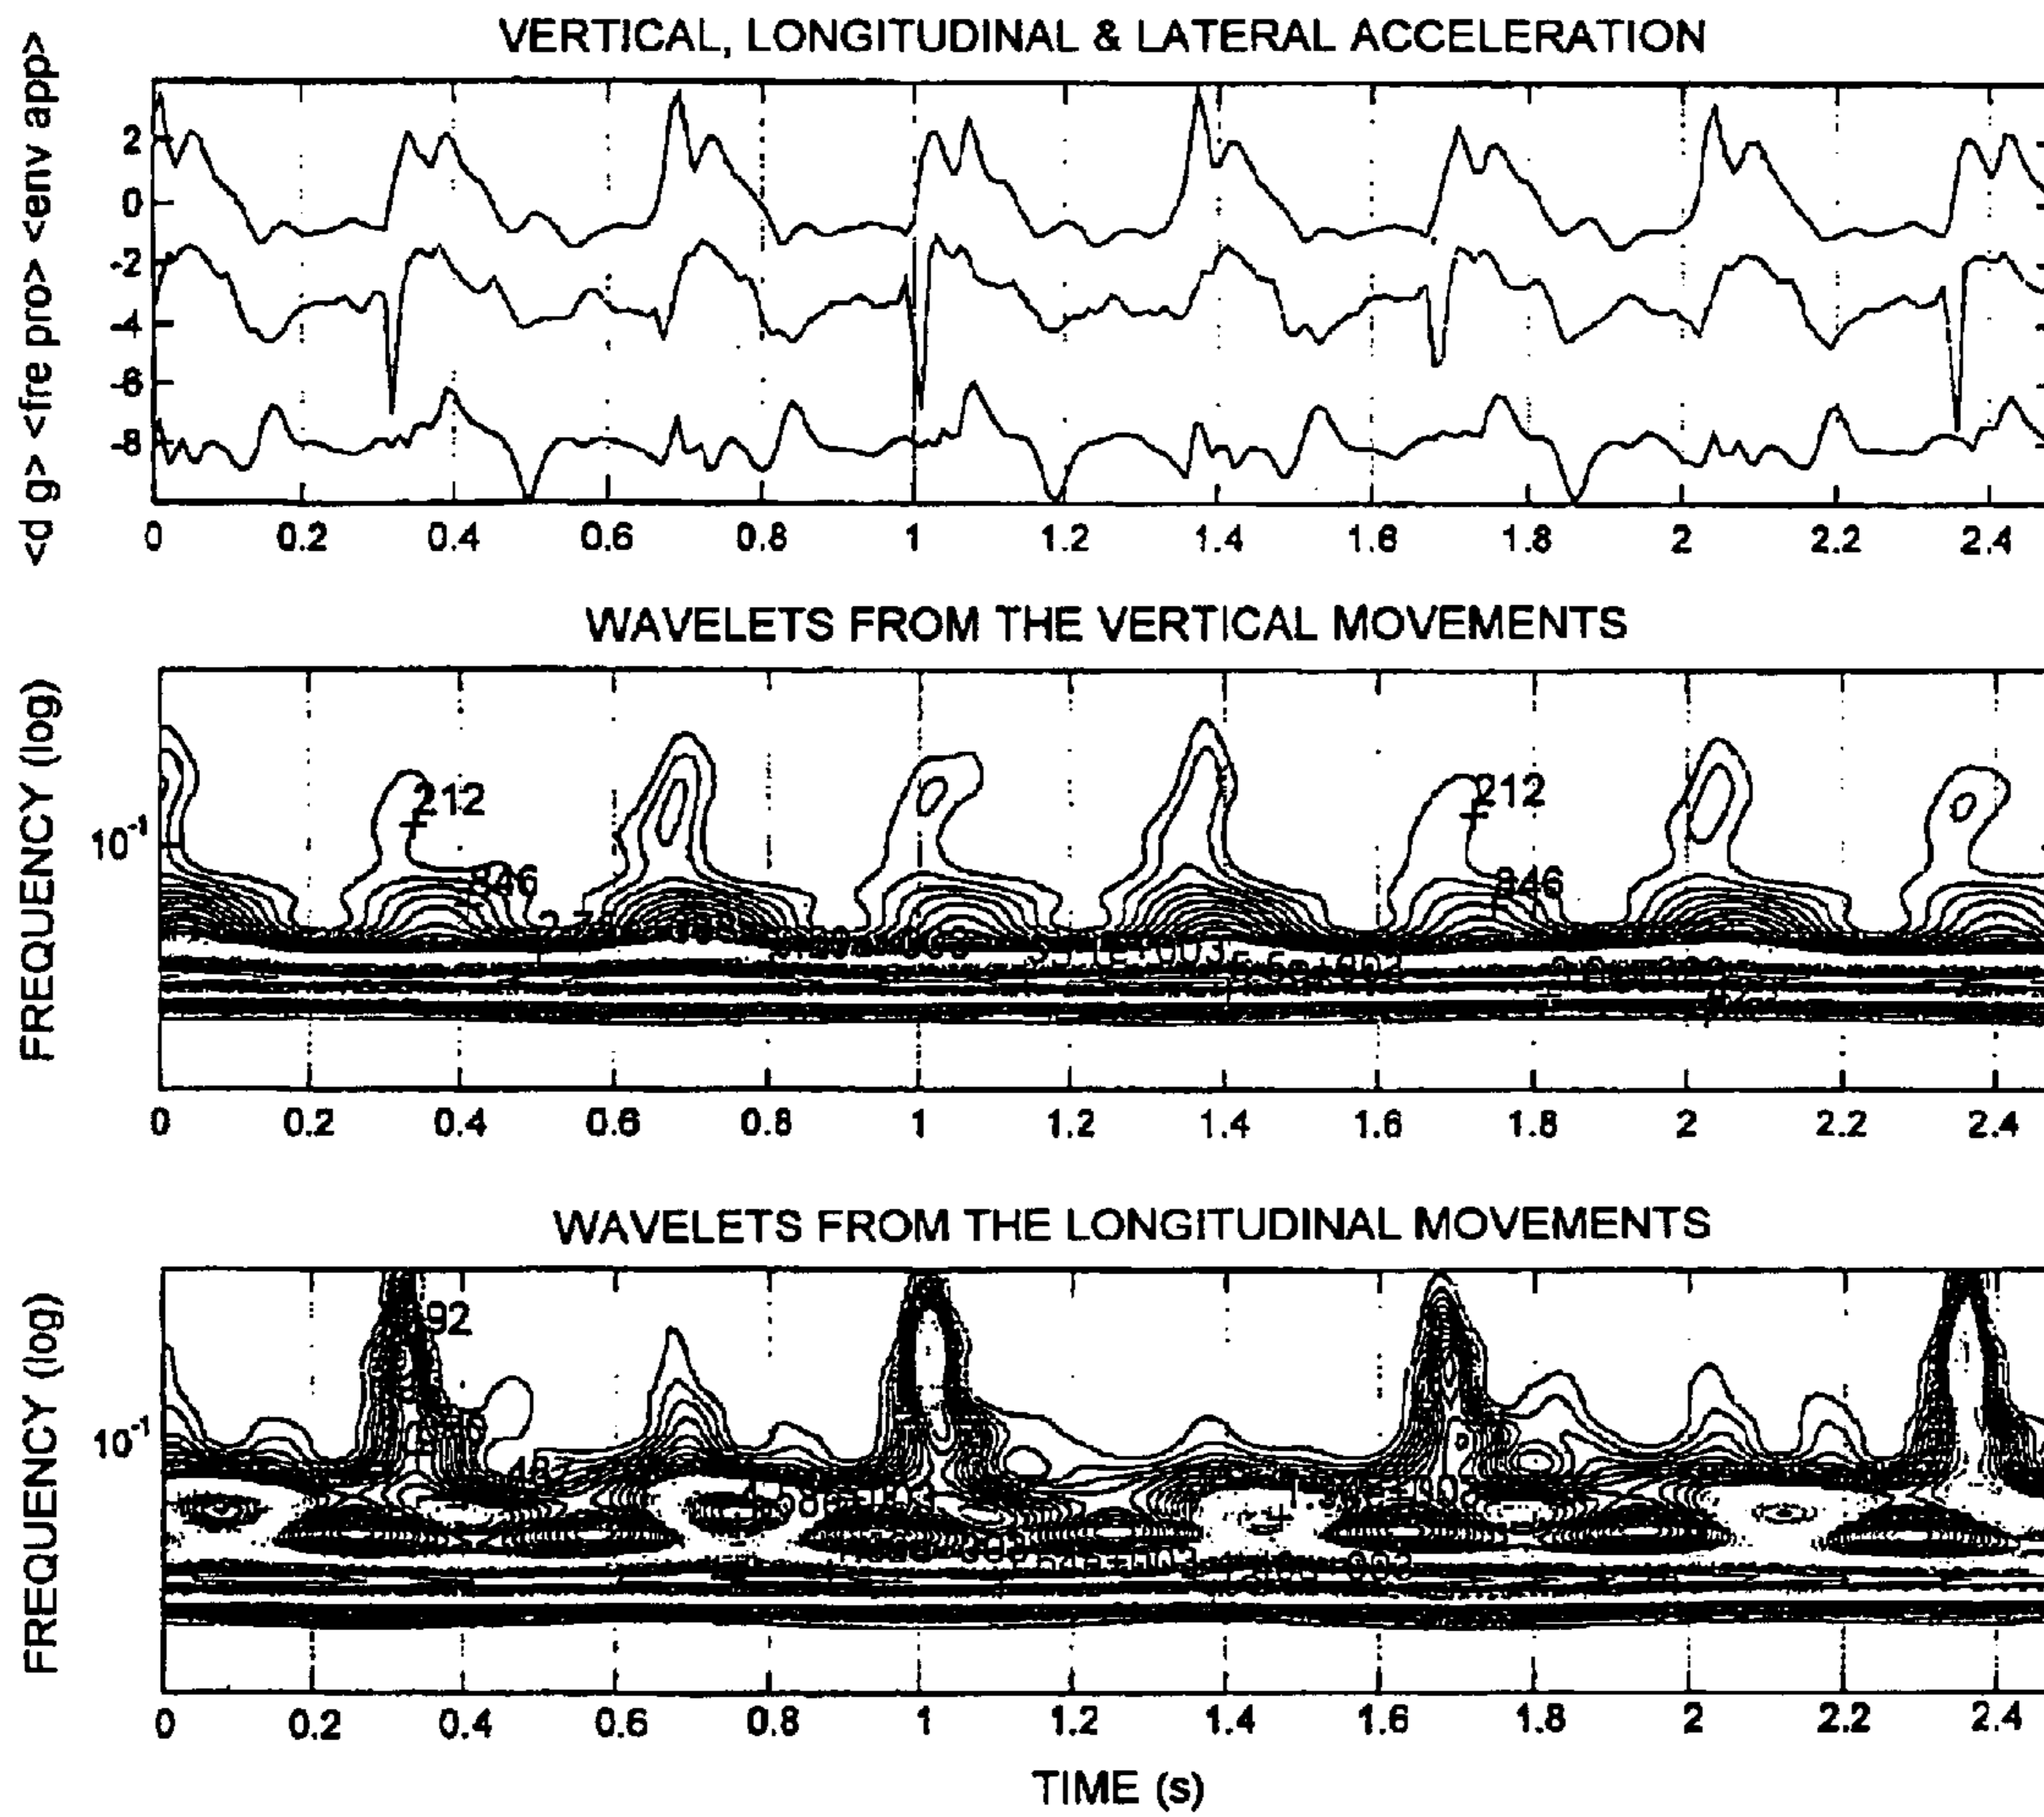 VERTICAL, LONGITUDINAL & LATERAL ACCELERATION
<d g> <fre pro> <env app>
2
0
-2
-4
-6
-8
0 0.2 0.4 0.6 0.8 1 1.2 1.4 1.6 1.8 2 2.2 2.4
WAVELETS FROM THE VERTICAL MOVEMENTS
FREQUENCY (log)
10-1
212
846
212
846
0 0.2 0.4 0.6 0.8 1 1.2 1.4 1.6 1.8 2 2.2 2.4
WAVELETS FROM THE LONGITUDINAL MOVEMENTS
FREQUENCY (log)
10-1
92
0 0.2 0.4 0.6 0.8 1 1.2 1.4 1.6 1.8 2 2.2 2.4
TIME (s)